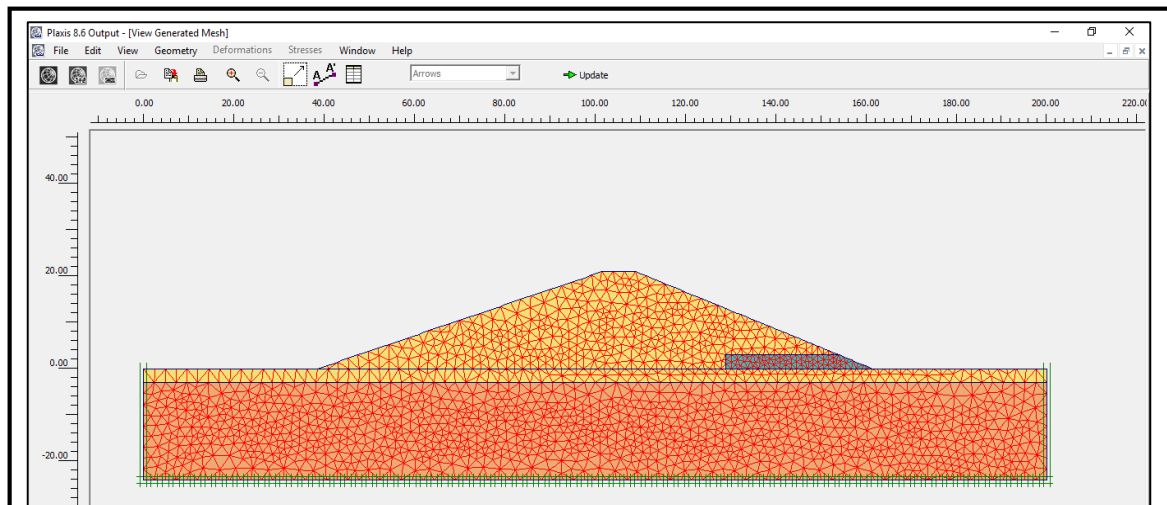 Plaxis 8.6 Output - [View Generated Mesh]
File Edit View Geometry Deformations Stresses Window Help
Arrows Update
0.00 20.00 40.00 60.00 80.00 100.00 120.00 140.00 160.00 180.00 200.00 220.0
40.00
20.00
0.00
-20.00